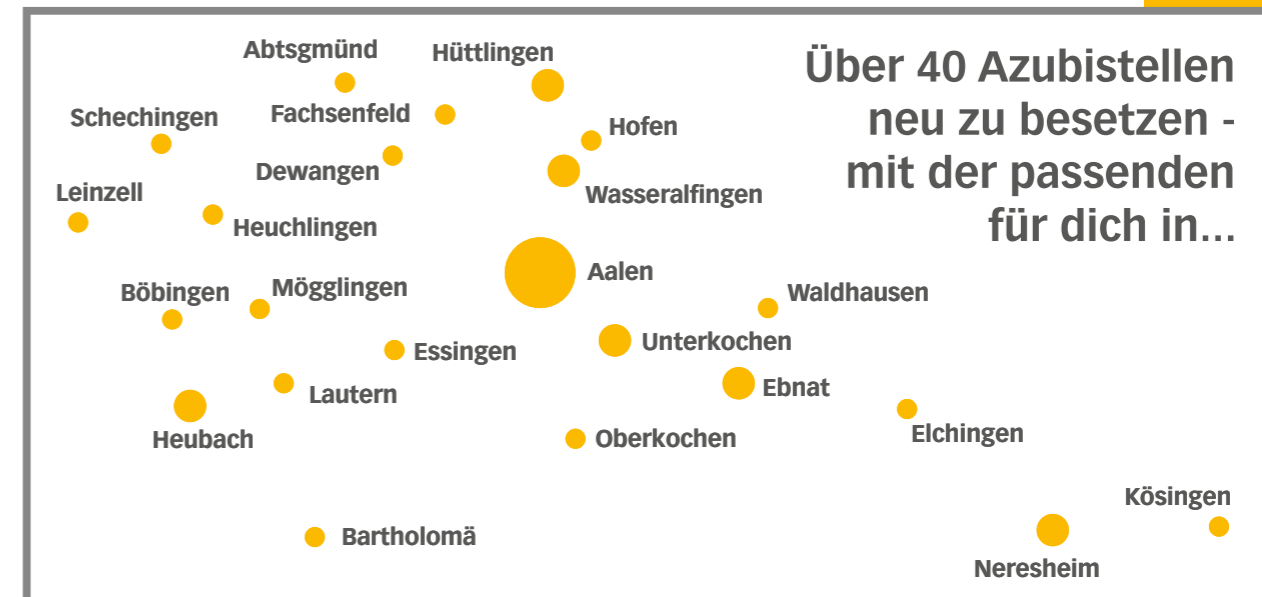 Abtsgmünd
Hüttlingen
Über 40 Azubistellen
neu zu besetzen -
mit der passenden
für dich in...
Schechingen
Fachsenfeld
Hofen
Dewangen
Wasseralfingen
Leinzell
Heuchlingen
Aalen
Böbingen
Mögglingen
Waldhausen
Essingen
Unterkochen
Lautern
Ebnat
Heubach
Oberkochen
Elchingen
Kösingen
Bartholomä
Neresheim